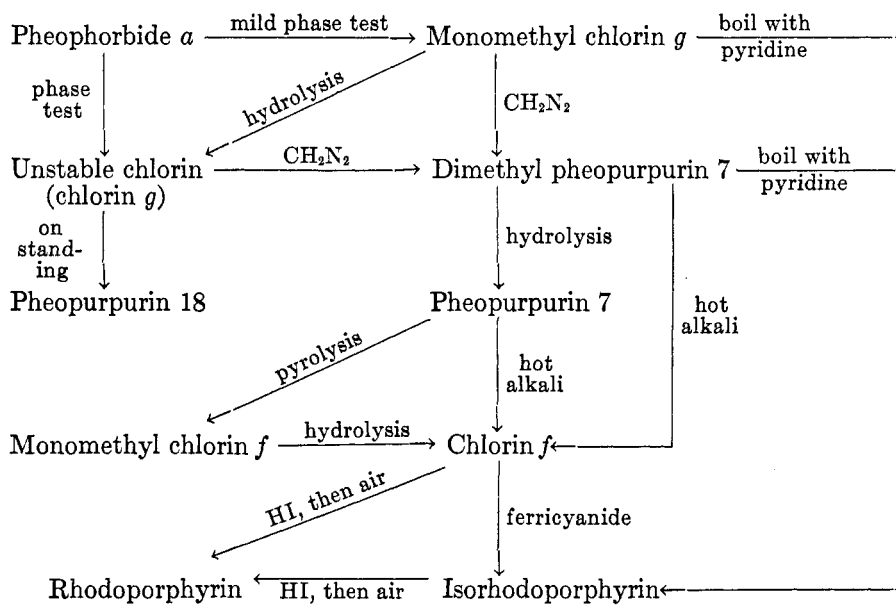 Pheophorbide a mild phase test Monomethyl chlorin g boil with
pyridine
phase
test
hydrolysis
CH₂N₂
Unstable chlorin CH₂N₂ Dimethyl pheopurpurin 7 boil with
pyridine
(chlorin g)
on
stand-
ing
hydrolysis
hot
alkali
Pheopurpurin 18 Pheopurpurin 7
pyrolysis
hot
alkali
Monomethyl chlorin f hydrolysis Chlorin f
HI, then air
ferricyanide
Rhodoporphyrin HI, then air Isorhodoporphyrin